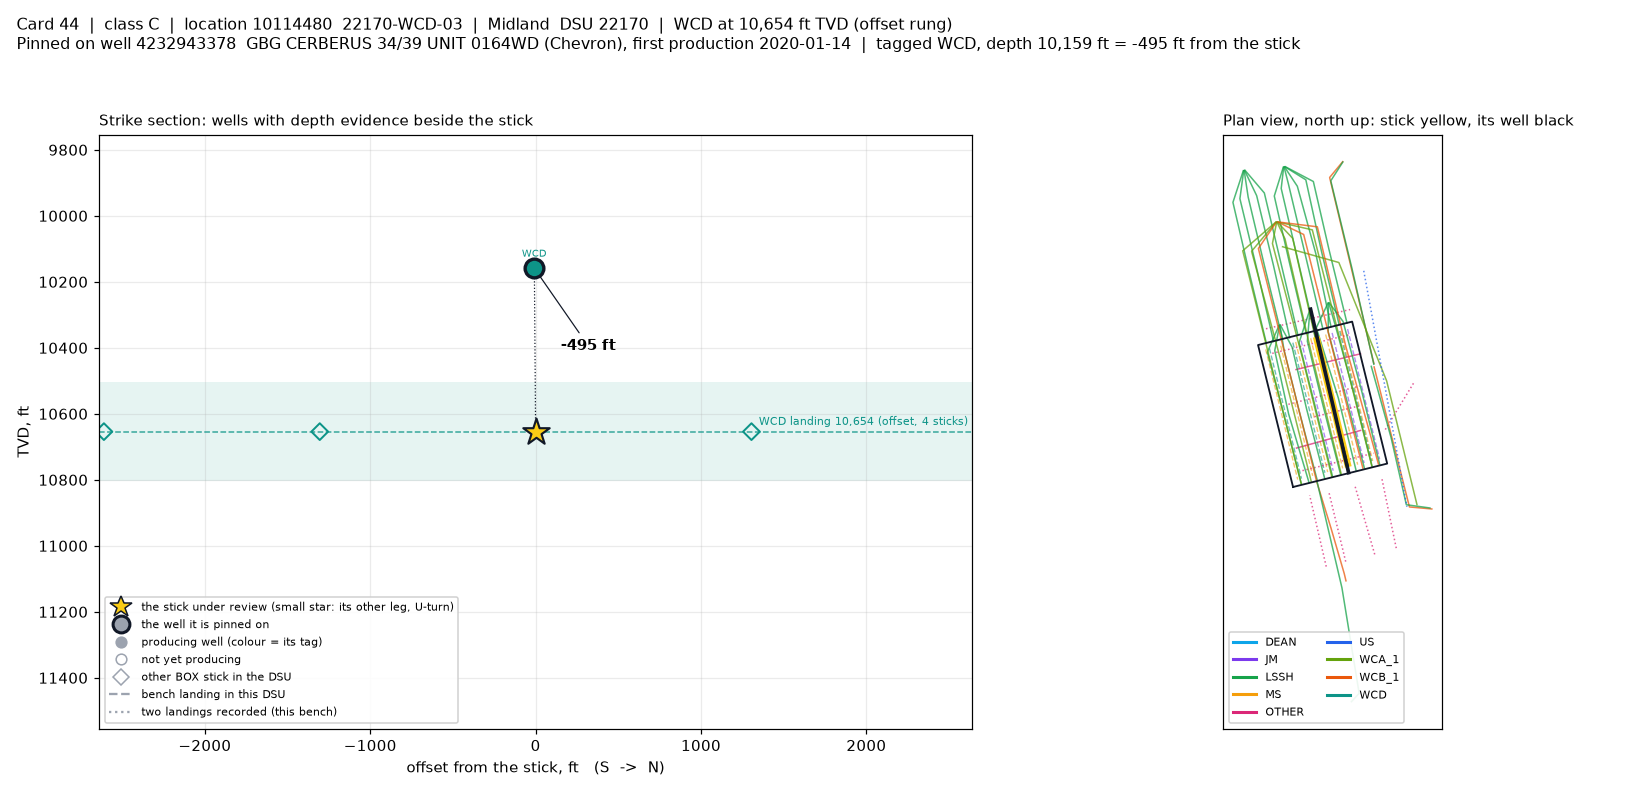 Card 44 | class C | location 10114480 22170-WCD-03 | Midland DSU 22170 | WCD at 10,654 ft TVD (offset rung)
Pinned on well 4232943378 GBG CERBERUS 34/39 UNIT 0164WD (Chevron), first production 2020-01-14 | tagged WCD, depth 10,159 ft = -495 ft from the stick
Strike section: wells with depth evidence beside the stick
9800
10000
10200
10400
10600
10800
11000
11200
11400
TVD, ft
WCD
-495 ft
WCD landing 10,654 (offset, 4 sticks)
the stick under review (small star: its other leg, U-turn)
the well it is pinned on
producing well (colour = its tag)
not yet producing
other BOX stick in the DSU
bench landing in this DSU
two landings recorded (this bench)
−2000
−1000
0
1000
2000
offset from the stick, ft (S -> N)
Plan view, north up: stick yellow, its well black
DEAN
JM
LSSH
MS
OTHER
US
WCA_1
WCB_1
WCD